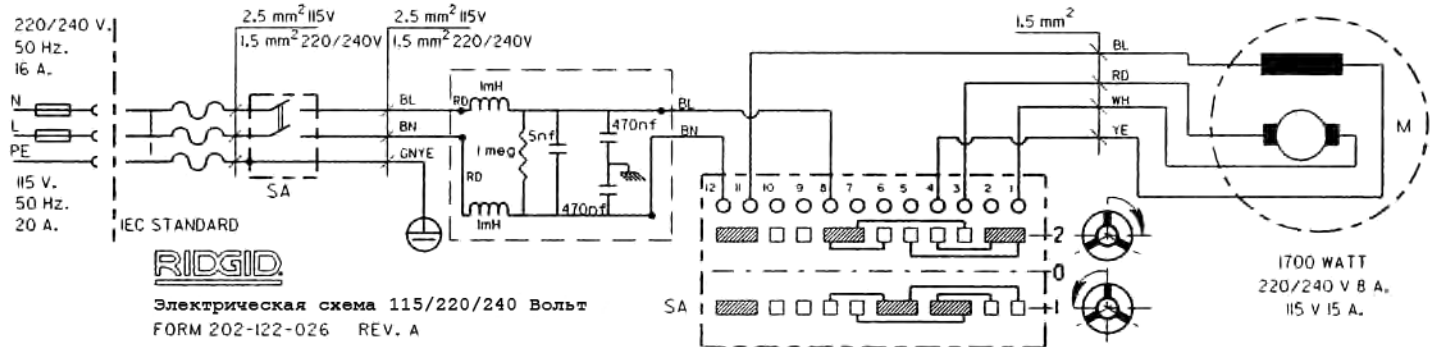 220/240 V.
50 Hz.
16 A.
N
L
PE
115 V.
50 Hz.
20 A.
IEC STANDARD
2.5 mm² 115V
1.5 mm² 220/240V
SA
2.5 mm² 115V
1.5 mm² 220/240V
BL
BN
GNYE
RD
1mH
5nf
470nf
1 meg
RD
470nf
1mH
BL
BN
1.5 mm²
BL
RD
WH
YE
M
12 11 10 9 8 7 6 5 4 3 2 1
2
0
1
SA
1700 WATT
220/240 V 8 A.
115 V 15 A.
RIDGID
Электрическая схема 115/220/240 Вольт
FORM 202-122-026 REV. A